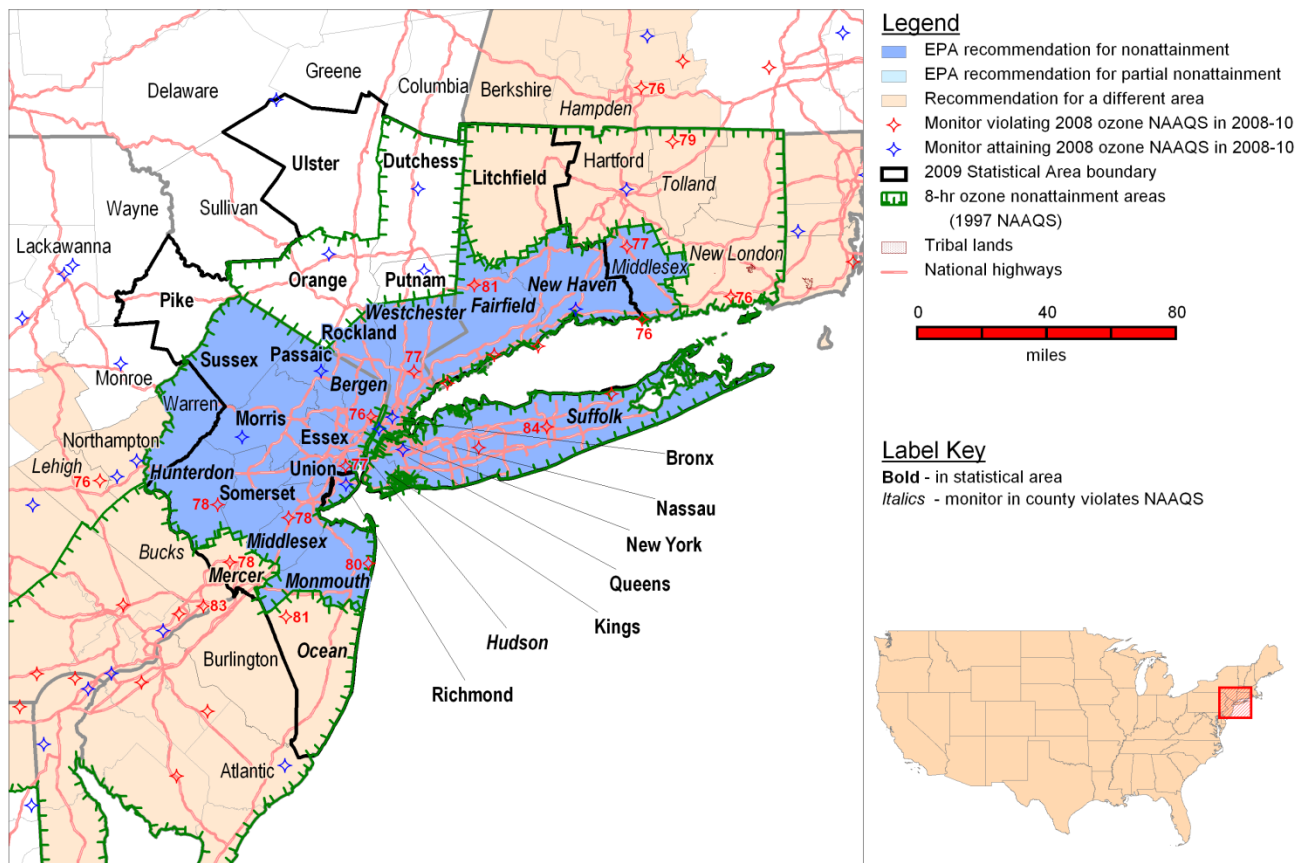 Greene
Columbia
Delaware
Berkshire
76
Hampden
79
Ulster
Dutchess
Litchfield
Hartford
Tolland
Wayne
Sullivan
Lackawanna
77
New London
Middlesex
Orange
Putnam
Pike
81
New Haven
Fairfield
76
Westchester
Rockland
76
Sussex
Passaic
77
Monroe
Bergen
Warren
Morris
76
Suffolk
84
Essex
Northampton
Bronx
Lehigh
Hunterdon
Union
77
76
Somerset
Nassau
78
78
New York
Middlesex
Bucks
78
Mercer
80
Monmouth
Queens
83
81
Kings
Hudson
Ocean
Burlington
Richmond
Atlantic
Legend
EPA recommendation for nonattainment
EPA recommendation for partial nonattainment
Recommendation for a different area
Monitor violating 2008 ozone NAAQS in 2008-10
Monitor attaining 2008 ozone NAAQS in 2008-10
2009 Statistical Area boundary
8-hr ozone nonattainment areas
(1997 NAAQS)
Tribal lands
National highways
0 40 80
miles
Label Key
Bold - in statistical area
Italics - monitor in county violates NAAQS